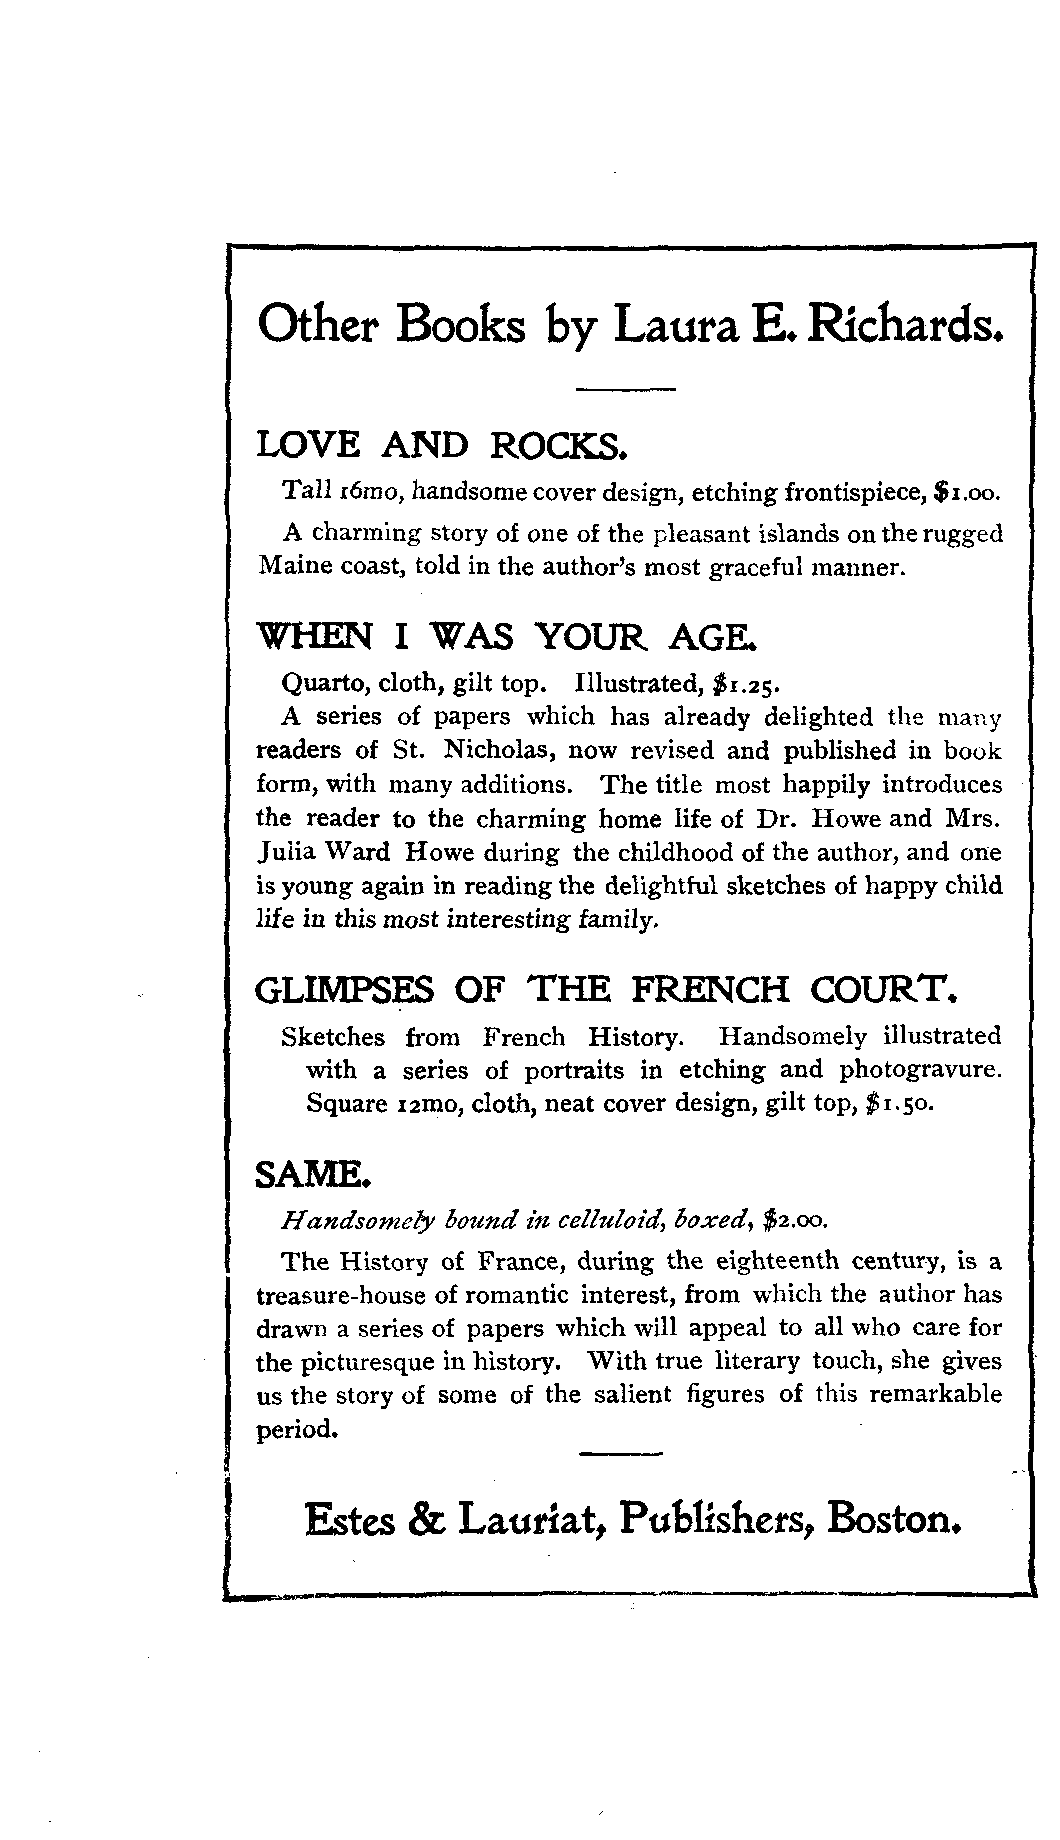 Other Books by Laura E. Richards.
LOVE AND ROCKS.
Tall 16mo, handsome cover design, etching frontispiece, $1.00.
A charming story of one of the pleasant islands on the rugged
Maine coast, told in the author's most graceful manner.
WHEN I WAS YOUR AGE.
Quarto, cloth, gilt top. Illustrated, $1.25.
A series of papers which has already delighted the many
readers of St. Nicholas, now revised and published in book
form, with many additions. The title most happily introduces
the reader to the charming home life of Dr. Howe and Mrs.
Julia Ward Howe during the childhood of the author, and one
is young again in reading the delightful sketches of happy child
life in this most interesting family.
GLIMPSES OF THE FRENCH COURT.
Sketches from French History. Handsomely illustrated
with a series of portraits in etching and photogravure.
Square 12mo, cloth, neat cover design, gilt top, $1.50.
SAME.
Handsomely bound in celluloid, boxed, $2.00.
The History of France, during the eighteenth century, is a
treasure-house of romantic interest, from which the author has
drawn a series of papers which will appeal to all who care for
the picturesque in history. With true literary touch, she gives
us the story of some of the salient figures of this remarkable
period.
Estes & Lauriat, Publishers, Boston.